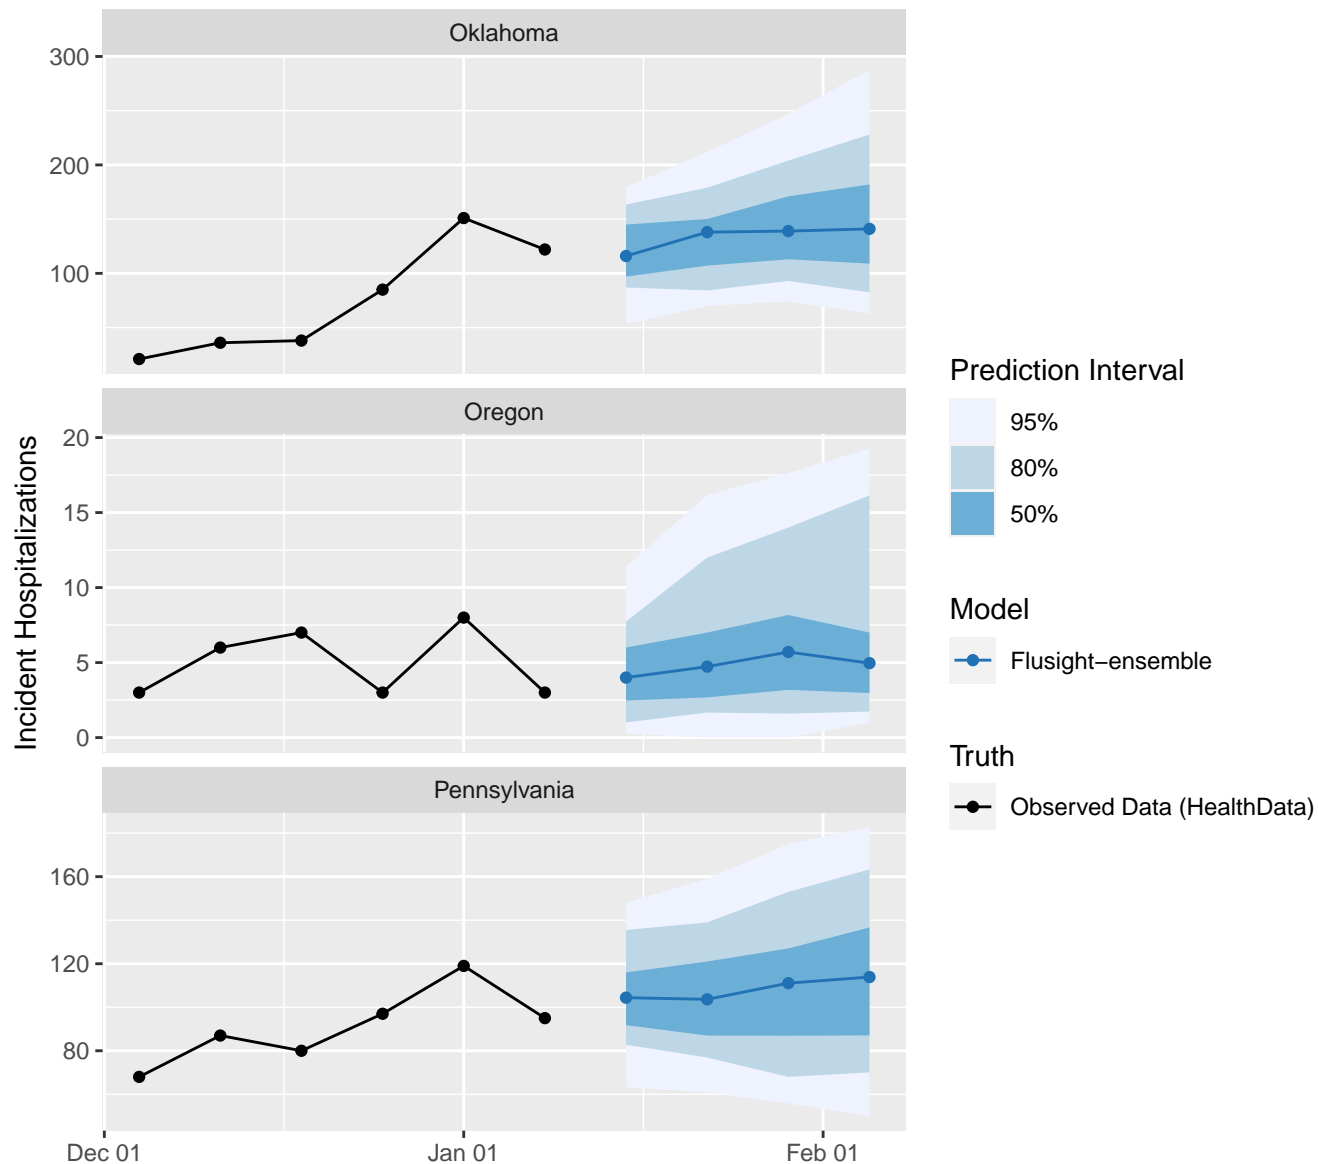 Oklahoma
300
200
100
Oregon
20
15
10
5
0
Pennsylvania
160
120
80
Dec 01
Jan 01
Feb 01
Incident Hospitalizations
Prediction Interval
95%
80%
50%
Model
Flusight−ensemble
Truth
Observed Data (HealthData)